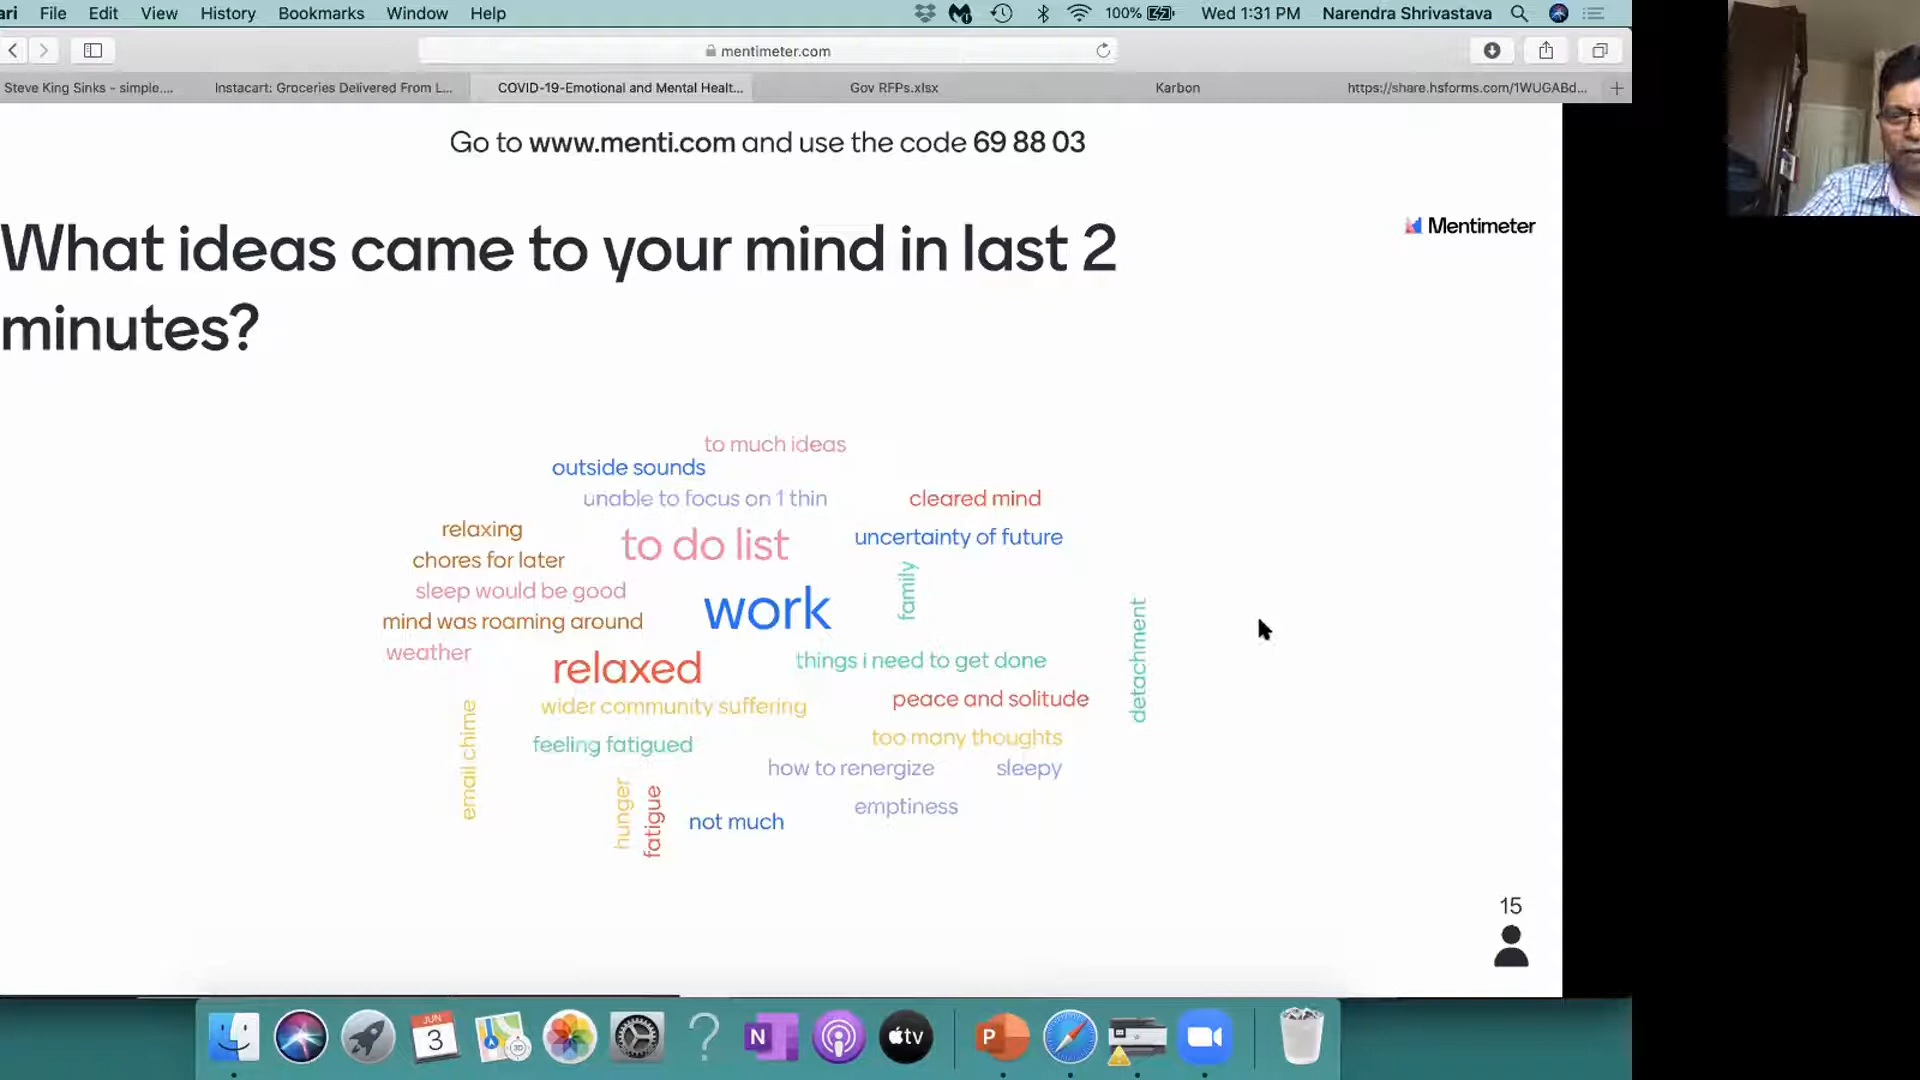 ari File Edit View History Bookmarks Window Help 100% Wed 1:31 PM Narendra Shrivastava
mentimeter.com
Steve King Sinks - simple.... Instacart: Groceries Delivered From L... COVID-19-Emotional and Mental Healt... Gov RFPs.xlsx Karbon https://share.hsforms.com/1WUGABd...
Go to www.menti.com and use the code 69 88 03
Mentimeter
What ideas came to your mind in last 2
minutes?
to much ideas
outside sounds
unable to focus on 1 thin
cleared mind
relaxing
to do list
uncertainty of future
chores for later
family
sleep would be good
work
mind was roaming around
detachment
weather
relaxed
things i need to get done
wider community suffering
peace and solitude
email chime
feeling fatigued
too many thoughts
how to renergize
sleepy
hunger
fatigue
not much
emptiness
15
JUN
3
3D
N
P
tv